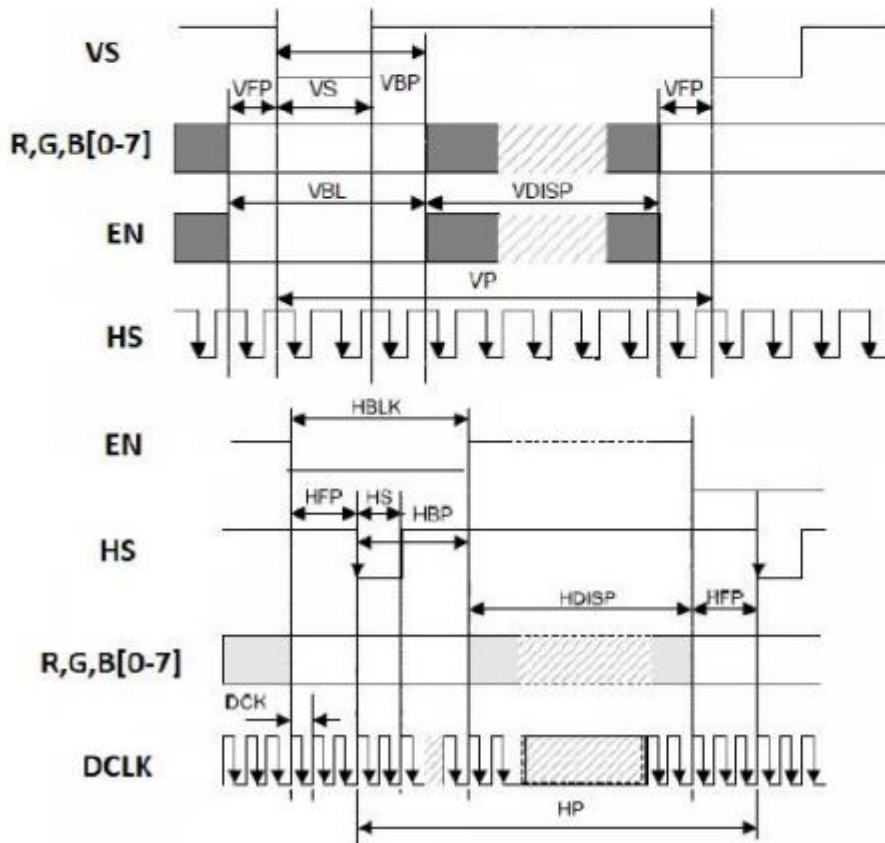 VS
VFP
VS
VBP
VFP
R,G,B[0-7]
VBL
VDISP
EN
VP
HS
HBLK
EN
HFP
HS
HBP
HS
HDISP
HFP
R,G,B[0-7]
DCK
DCLK
HP